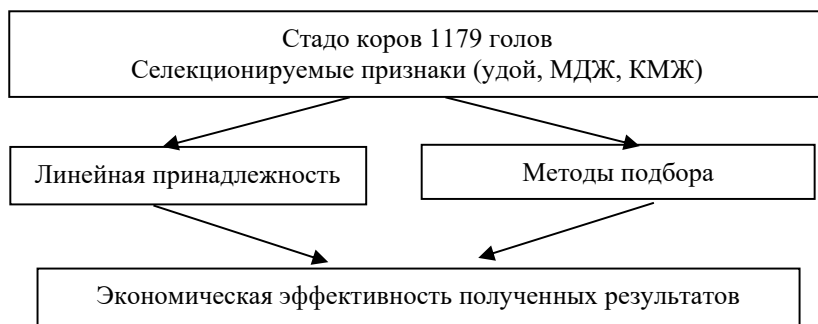 Стадо коров 1179 голов
Селекционируемые признаки (удой, МДЖ, КМЖ)
Линейная принадлежность
Методы подбора
Экономическая эффективность полученных результатов